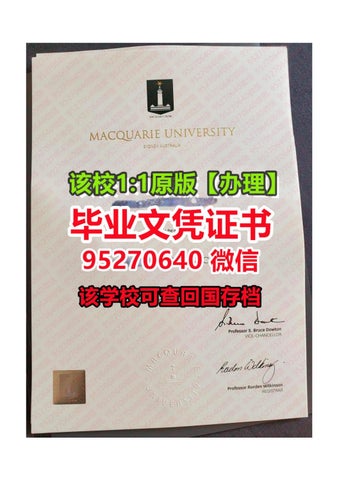 MACQUARIE UNIVERSITY
SYDNEY AUSTRALIA
该校1:1原版【办理】
毕业文凭证书
95270640 微信
该学校可查回国存档
Professor S. Bruce Dowton
VICE-CHANCELLOR
Professor Rorden Wilkinson
REGISTRAR